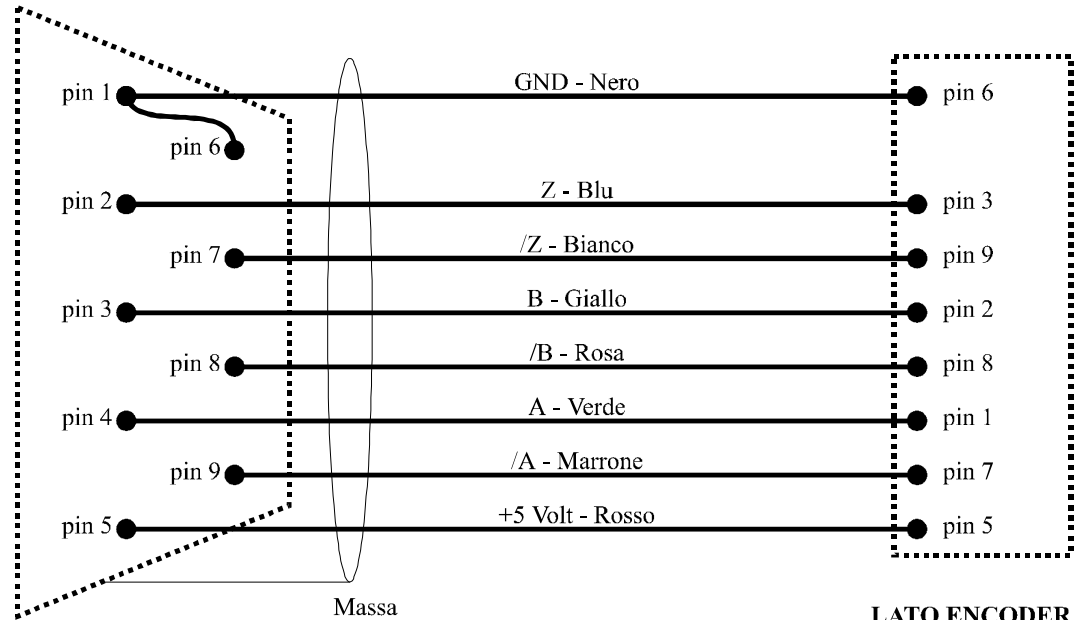 pin 1 GND - Nero pin 6
pin 6
pin 2 Z - Blu pin 3
pin 7 /Z - Bianco pin 9
pin 3 B - Giallo pin 2
pin 8 /B - Rosa pin 8
pin 4 A - Verde pin 1
pin 9 /A - Marrone pin 7
pin 5 +5 Volt - Rosso pin 5
Massa
LATO ENCODER